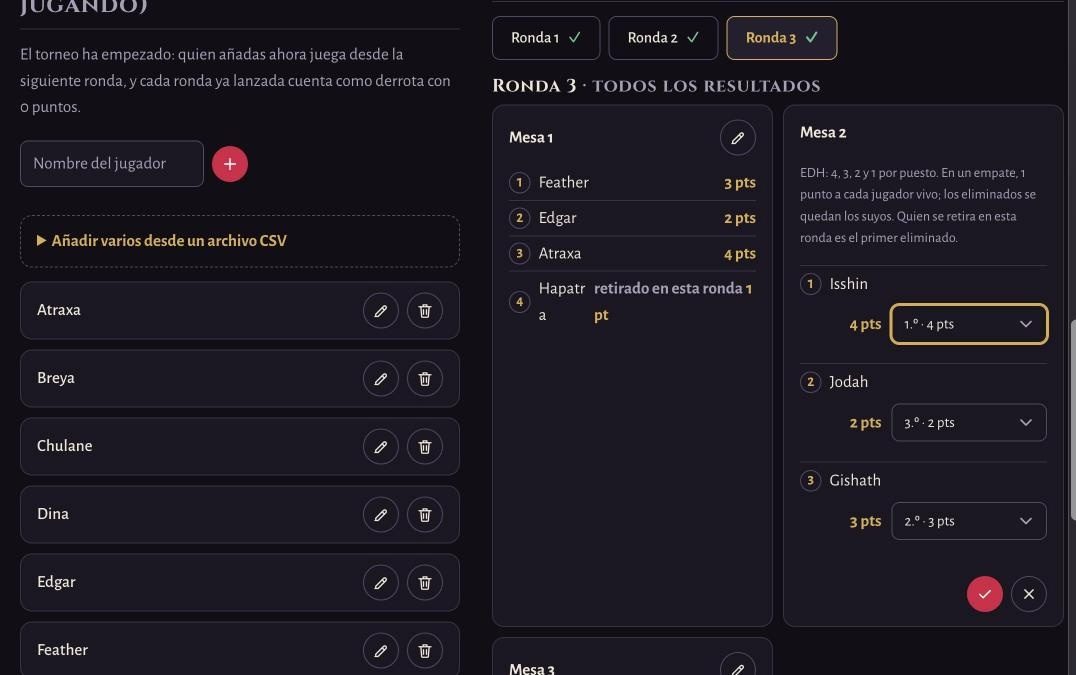 JUGANDO)
El torneo ha empezado: quien añadas ahora juega desde la
siguiente ronda, y cada ronda ya lanzada cuenta como derrota con
0 puntos.
Nombre del jugador
Añadir varios desde un archivo CSV
Atraxa
Breya
Chulane
Dina
Edgar
Feather
Ronda 1
Ronda 2
Ronda 3
Ronda 3 · todos los resultados
Mesa 1
1 Feather 3 pts
2 Edgar 2 pts
3 Atraxa 4 pts
4 Hapatr retirado en esta ronda 1
a pt
Mesa 2
EDH: 4, 3, 2 y 1 por puesto. En un empate, 1
punto a cada jugador vivo; los eliminados se
quedan los suyos. Quien se retira en esta
ronda es el primer eliminado.
1 Isshin
4 pts 1.º · 4 pts
2 Jodah
2 pts 3.º · 2 pts
3 Gishath
3 pts 2.º · 3 pts
Mesa 3